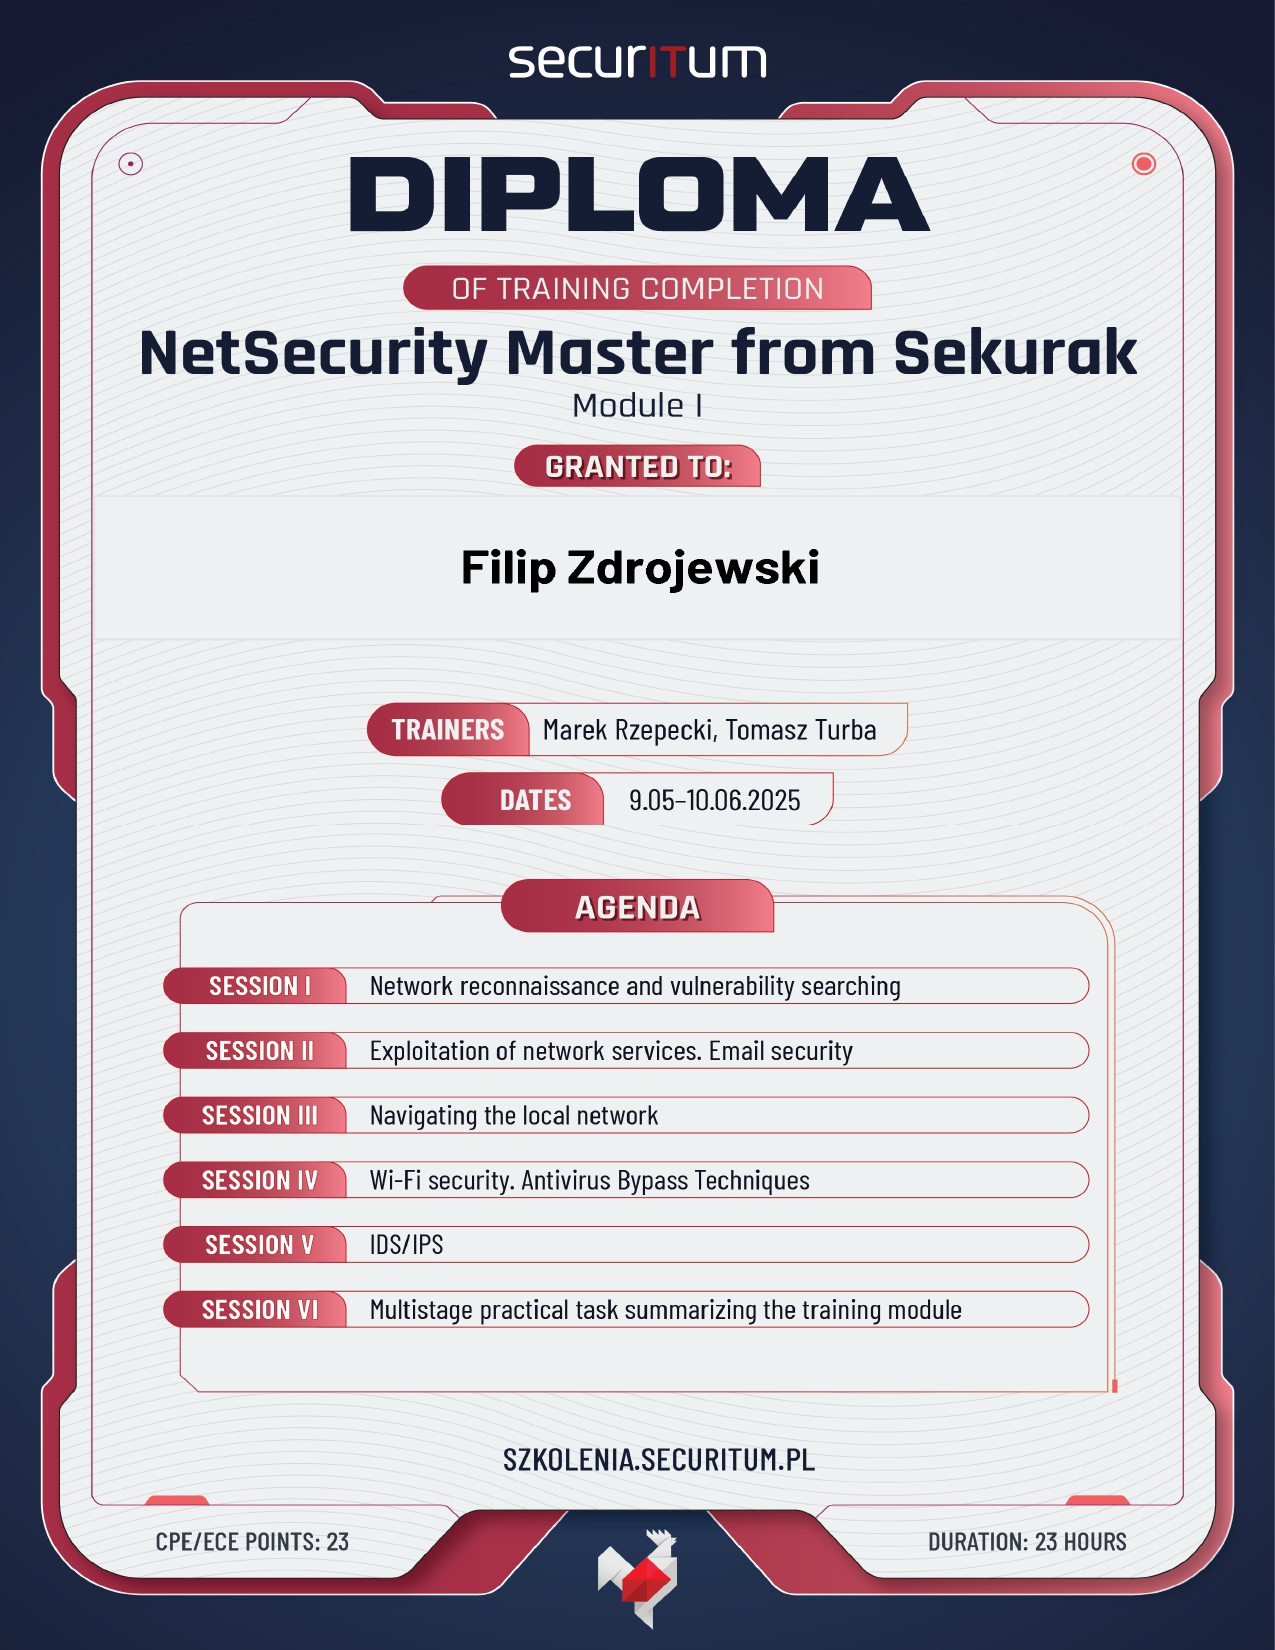 securITum
DIPLOMA
OF TRAINING COMPLETION
NetSecurity Master from Sekurak
Module I
GRANTED TO:
Filip Zdrojewski
TRAINERS Marek Rzepecki, Tomasz Turba
DATES 9.05–10.06.2025
AGENDA
SESSION I Network reconnaissance and vulnerability searching
SESSION II Exploitation of network services. Email security
SESSION III Navigating the local network
SESSION IV Wi-Fi security. Antivirus Bypass Techniques
SESSION V IDS/IPS
SESSION VI Multistage practical task summarizing the training module
SZKOLENIA.SECURITUM.PL
CPE/ECE POINTS: 23
DURATION: 23 HOURS